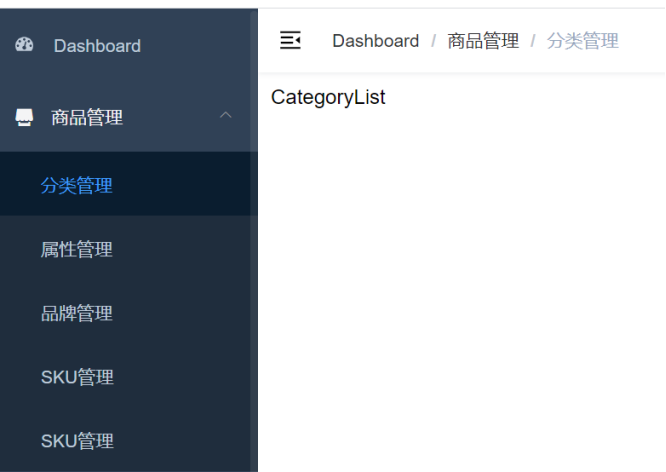 Dashboard
商品管理
分类管理
属性管理
品牌管理
SKU管理
SKU管理
Dashboard / 商品管理 / 分类管理
CategoryList